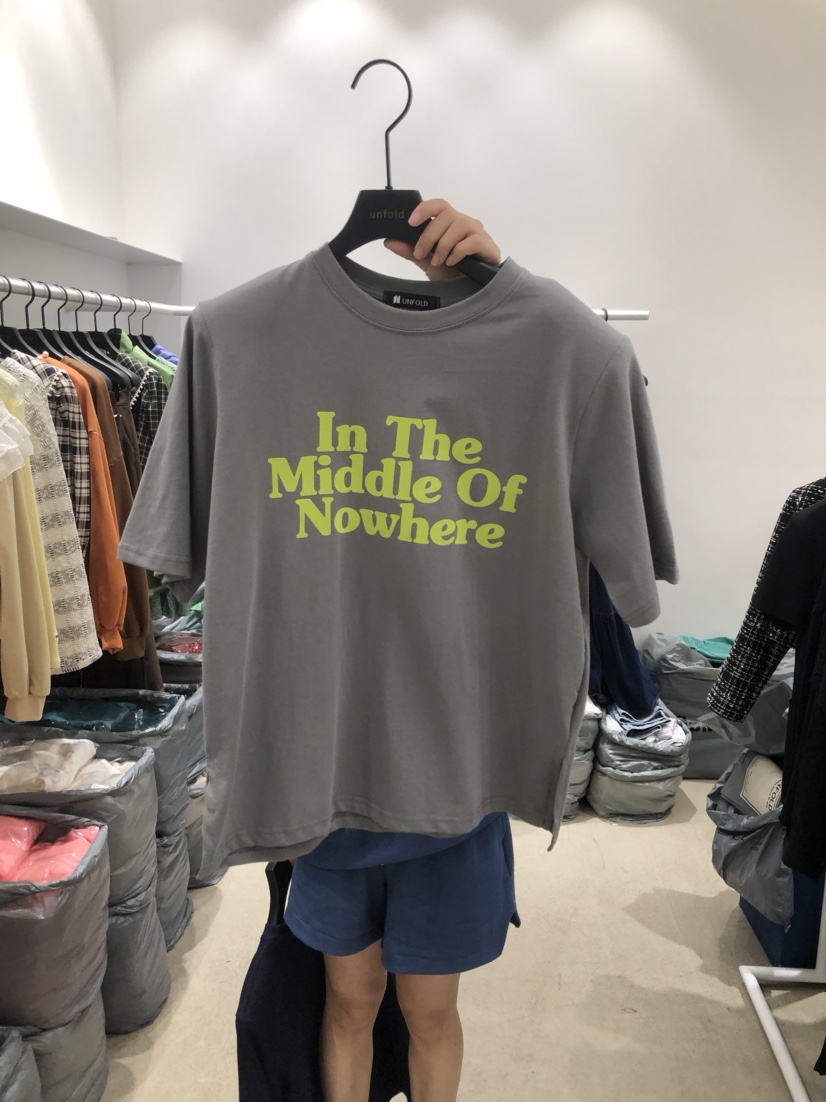 unfold
UNFOLD
In The
Middle Of
Nowhere